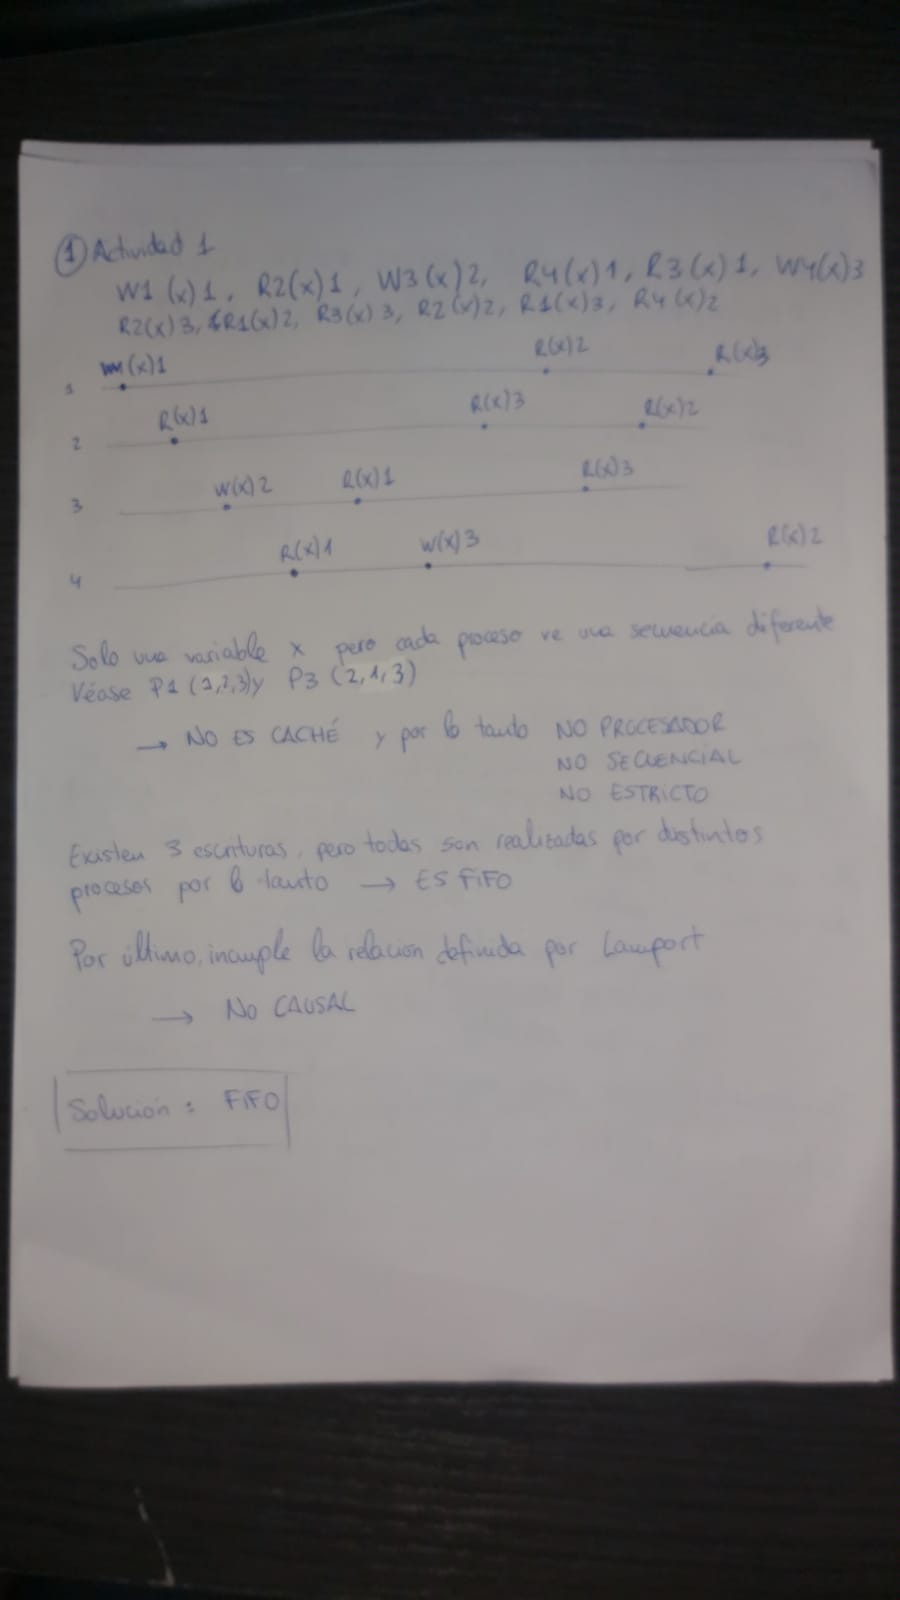 ① Actividad 1
W1(x)1, R2(x)1, W3(x)2, R4(x)1, R3(x)1, W4(x)3
R2(x)3, R1(x)2, R3(x)3, R2(x)2, R1(x)3, R4(x)2
1 W(x)1 R(x)2 R(x)3
2 R(x)1 R(x)3 R(x)2
3 W(x)2 R(x)1 R(x)3
4 R(x)1 W(x)3 R(x)2
Solo una variable x pero cada proceso ve una secuencia diferente
Véase P1 (1,2,3) y P3 (2,1,3)
→ NO ES CACHÉ y por lo tanto NO PROCESADOR
NO SECUENCIAL
NO ESTRICTO
Existen 3 escrituras, pero todas son realizadas por distintos
procesos por lo tanto → ES FIFO
Por último, incumple la relacion definida por Lamport
→ NO CAUSAL
Solución : FIFO